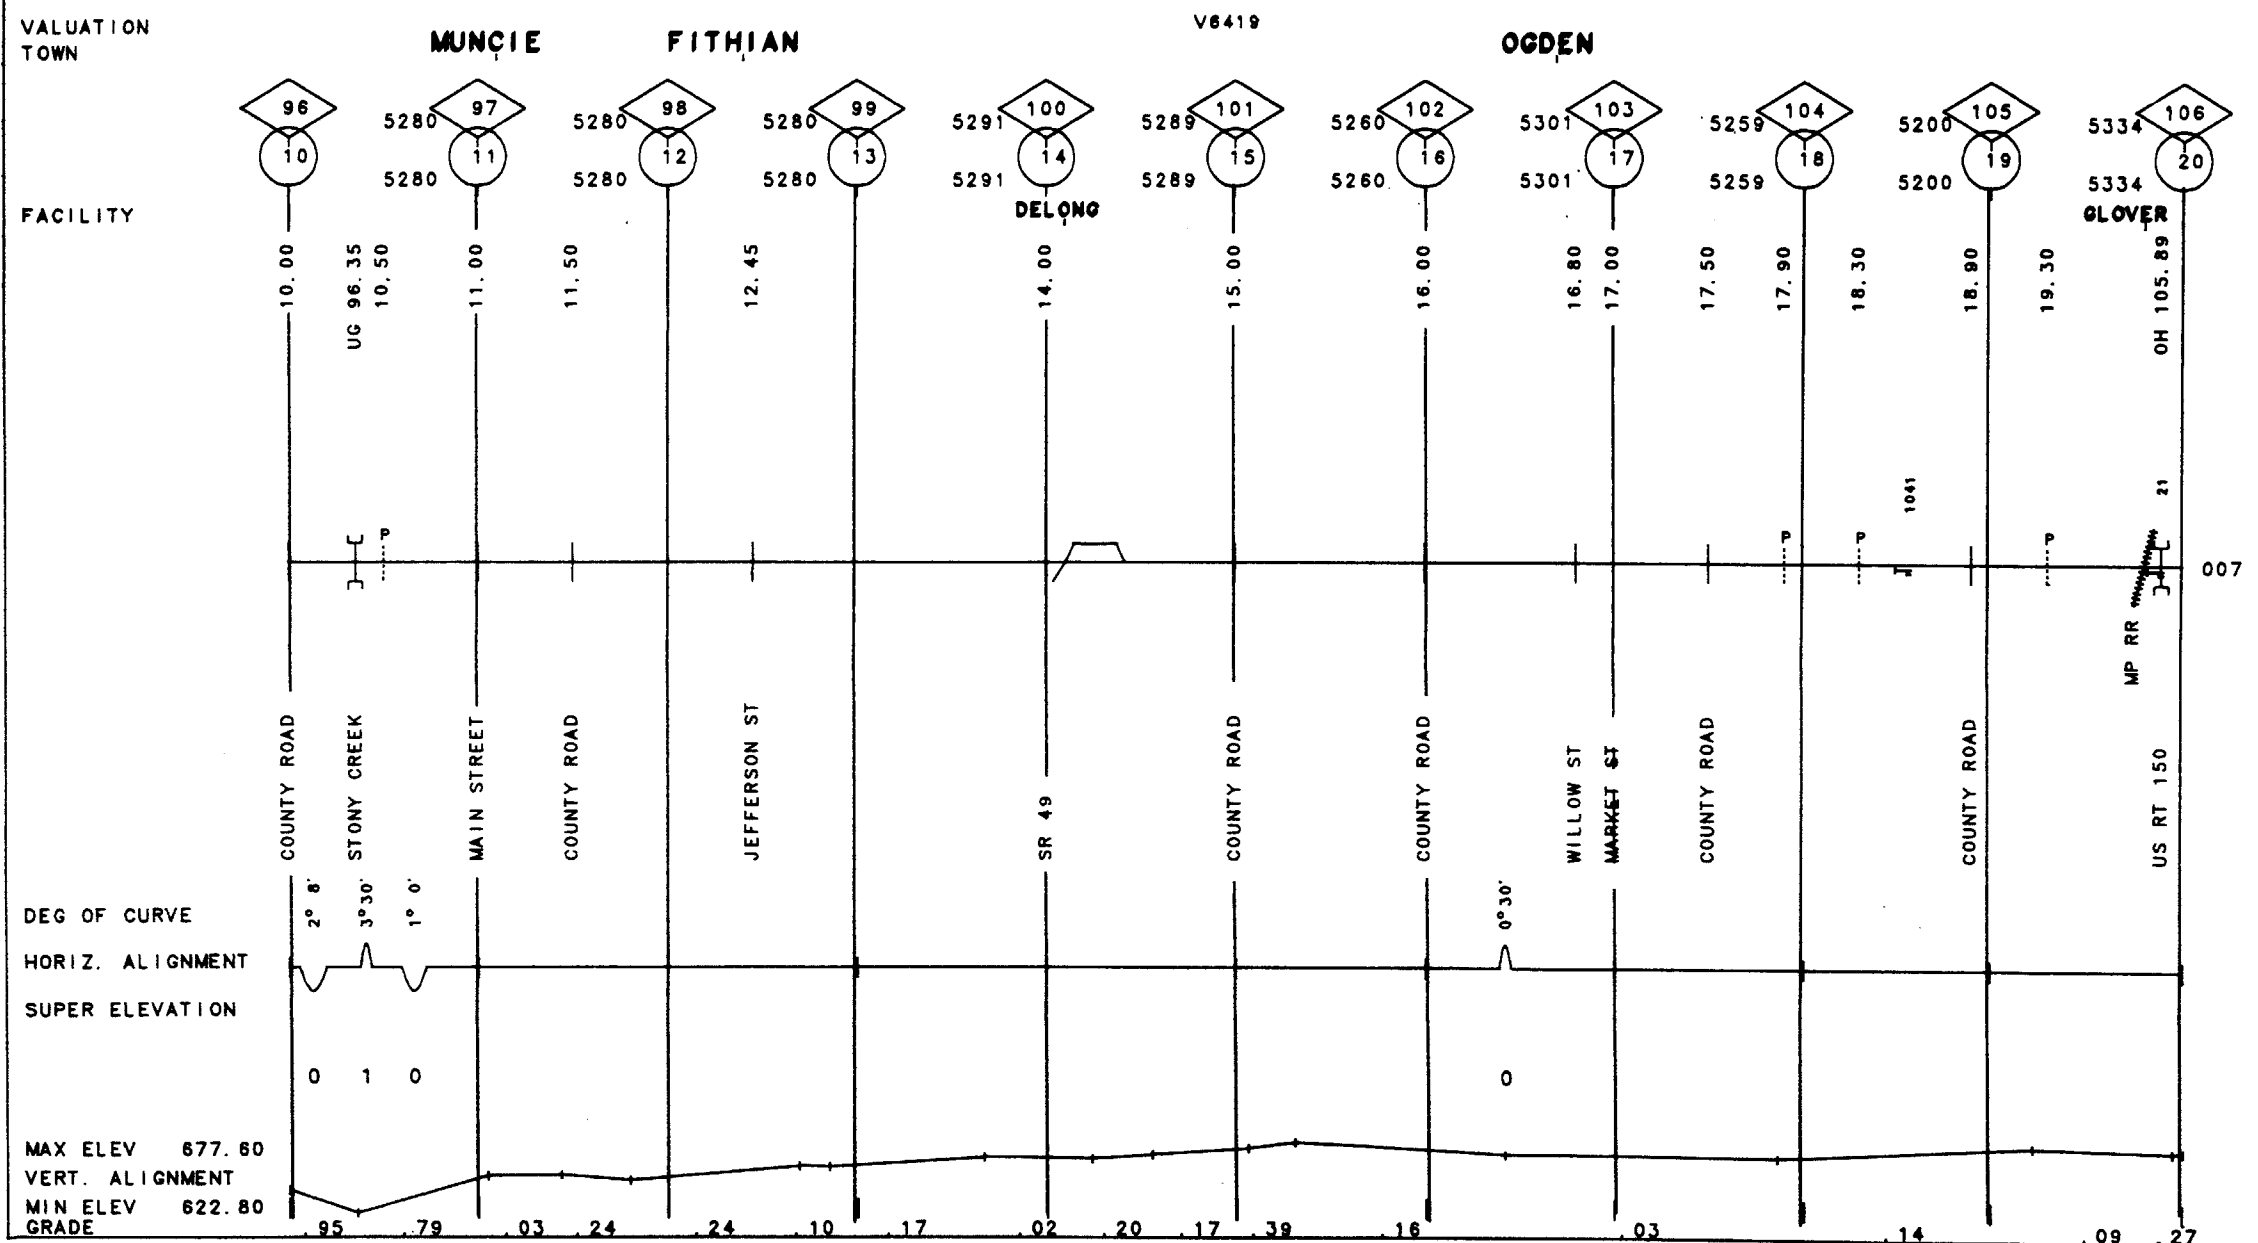 VALUATION V6419
TOWN MUNCIE FITHIAN OGDEN
96 97 98 99 100 101 102 103 104 105 106
5280 5280 5280 5291 5289 5260 5301 5259 5200 5334
10 11 12 13 14 15 16 17 18 19 20
5280 5280 5280 5291 5289 5260 5301 5259 5200 5334
FACILITY DELONG GLOVER
10.00 UG 96.35 10.50 11.00 11.50 12.45 14.00 15.00 16.00 16.80 17.00 17.50 17.90 18.30 18.90 19.30 OH 105.89
1041 21
P P P P
007
MP RR
COUNTY ROAD STONY CREEK MAIN STREET COUNTY ROAD JEFFERSON ST SR 49 COUNTY ROAD COUNTY ROAD WILLOW ST MARKET ST COUNTY ROAD COUNTY ROAD US RT 150
DEG OF CURVE 2° 8' 3°30' 1° 0' 0°30'
HORIZ. ALIGNMENT
SUPER ELEVATION
0 1 0 0
MAX ELEV 677.60
VERT. ALIGNMENT
MIN ELEV 622.80
GRADE .95 .79 .03 .24 .24 .10 .17 .02 .20 .17 .39 .16 .03 .14 .09 .27